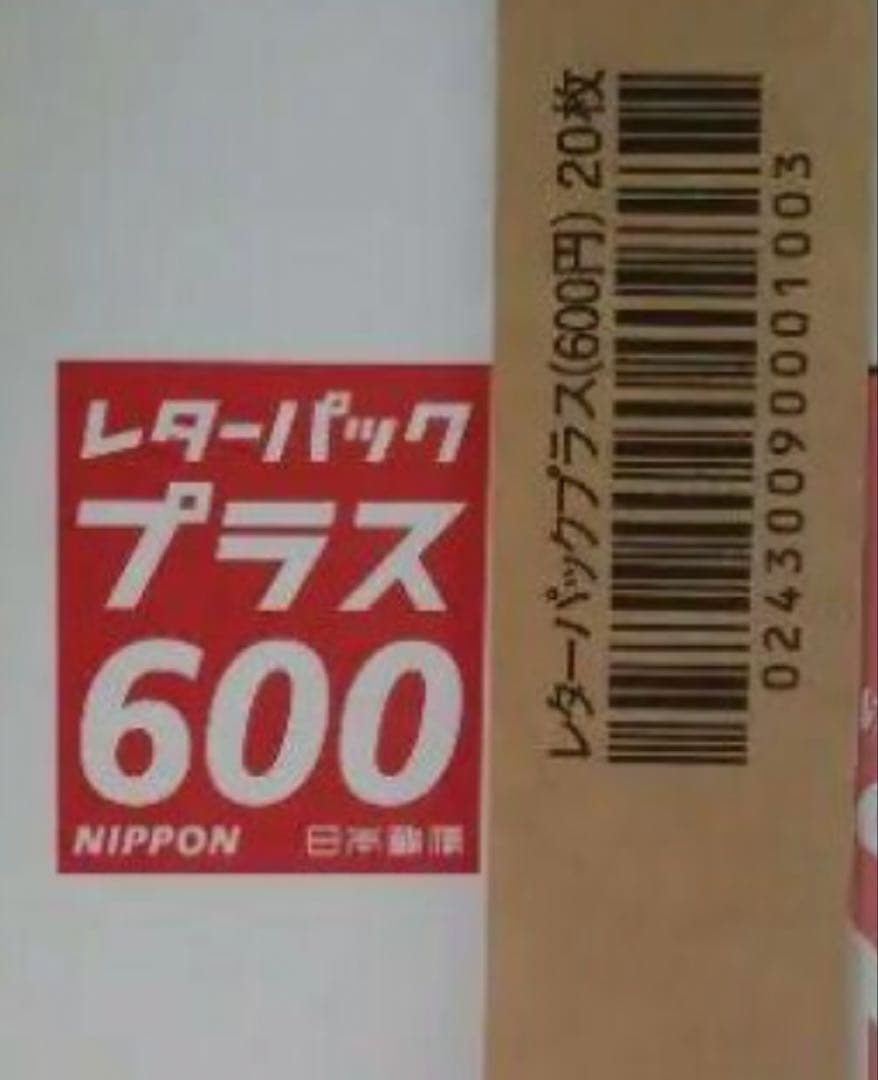 レターパック
プラス
600
NIPPON 日本郵便
レターパックプラス(600円) 20枚
02430090001003